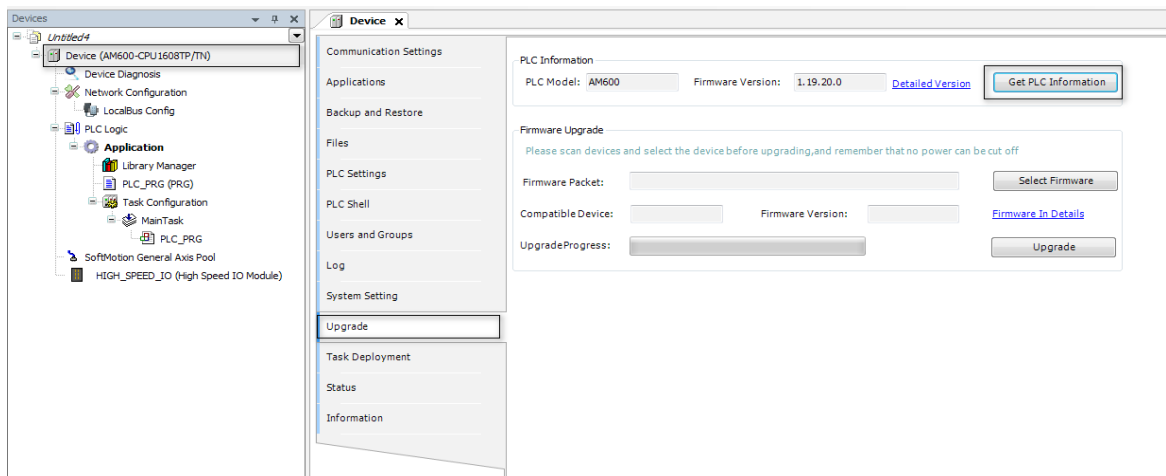 Devices
Untitled4
Device (AM600-CPU1608TP/TN)
Device Diagnosis
Network Configuration
LocalBus Config
PLC Logic
Application
Library Manager
PLC_PRG (PRG)
Task Configuration
MainTask
PLC_PRG
SoftMotion General Axis Pool
HIGH_SPEED_IO (High Speed IO Module)
Device
Communication Settings
Applications
Backup and Restore
Files
PLC Settings
PLC Shell
Users and Groups
Log
System Setting
Upgrade
Task Deployment
Status
Information
PLC Information
PLC Model: AM600 Firmware Version: 1.19.20.0 Detailed Version Get PLC Information
Firmware Upgrade
Please scan devices and select the device before upgrading,and remember that no power can be cut off
Firmware Packet: Select Firmware
Compatible Device: Firmware Version: Firmware In Details
UpgradeProgress: Upgrade